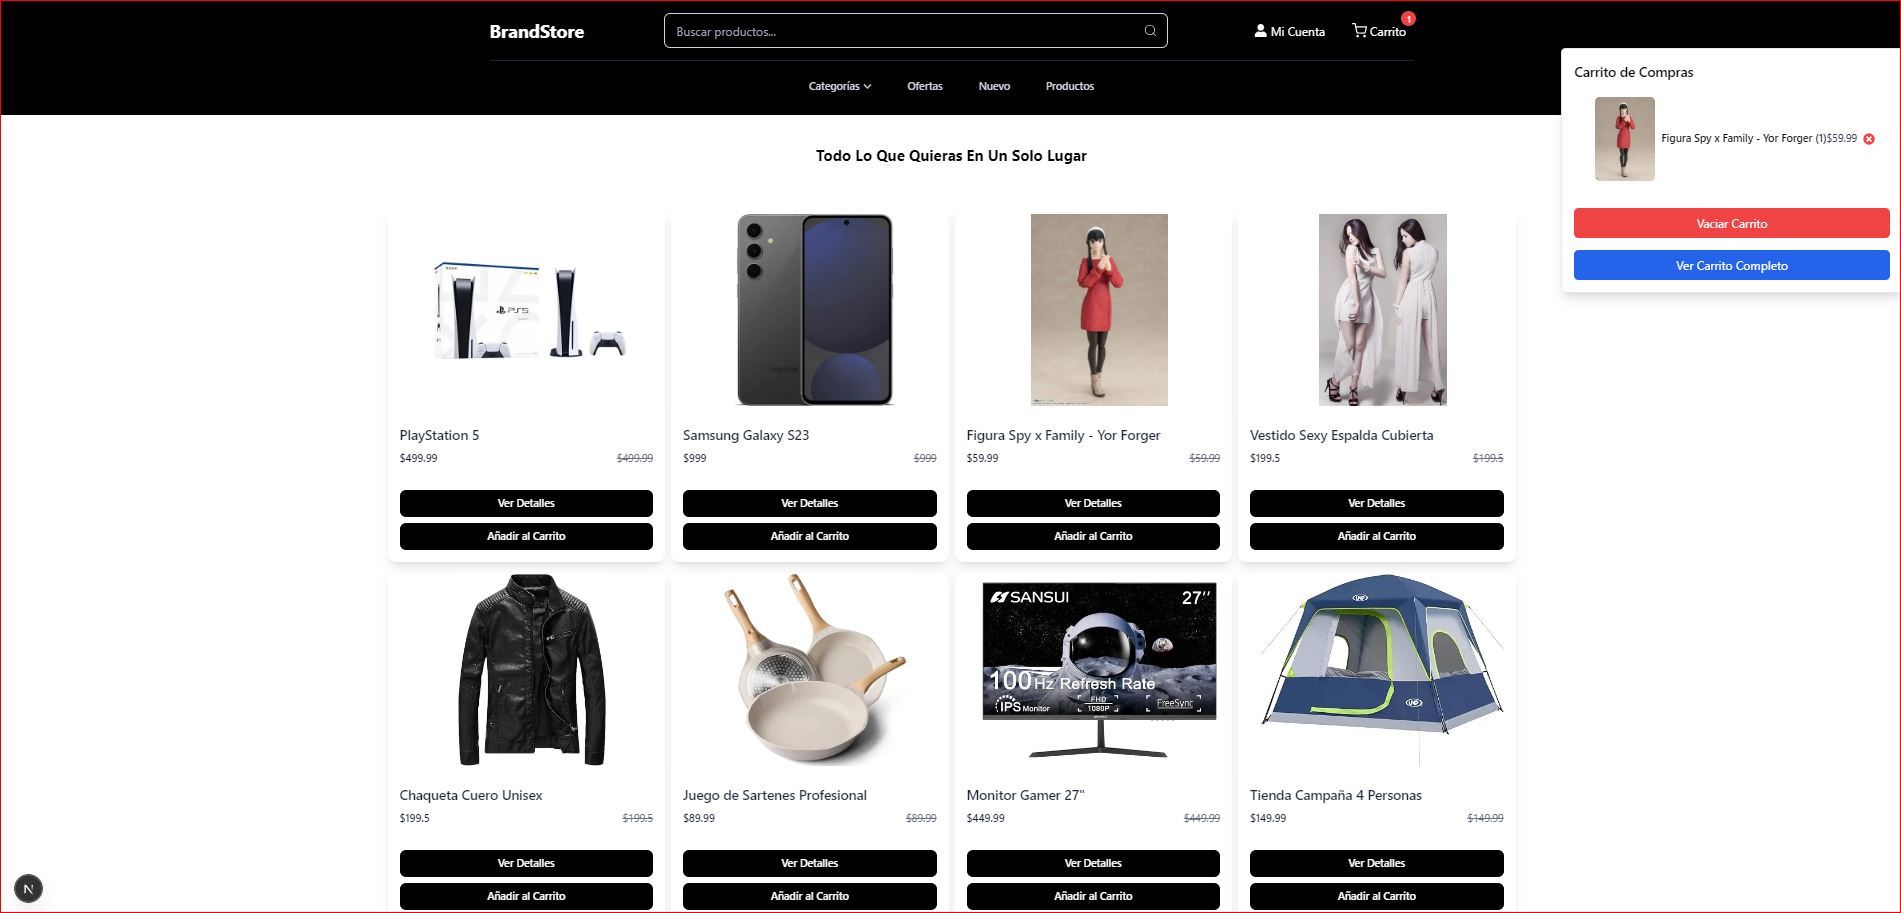 BrandStore
Buscar productos...
Mi Cuenta
Carrito
1
Categorías
Ofertas
Nuevo
Productos
Carrito de Compras
Figura Spy x Family - Yor Forger (1)$59.99
Vaciar Carrito
Ver Carrito Completo
Todo Lo Que Quieras En Un Solo Lugar
PS5
SAMSUNG
PlayStation 5
$499.99 $499.99
Ver Detalles
Añadir al Carrito
Samsung Galaxy S23
$999 $999
Ver Detalles
Añadir al Carrito
Figura Spy x Family - Yor Forger
$59.99 $59.99
Ver Detalles
Añadir al Carrito
Vestido Sexy Espalda Cubierta
$199.5 $199.5
Ver Detalles
Añadir al Carrito
SANSUI 27''
100Hz Refresh Rate
IPS Monitor
FHD
1080P
FreeSync
Chaqueta Cuero Unisex
$199.5 $199.5
Ver Detalles
Añadir al Carrito
Juego de Sartenes Profesional
$89.99 $89.99
Ver Detalles
Añadir al Carrito
Monitor Gamer 27"
$449.99 $449.99
Ver Detalles
Añadir al Carrito
Tienda Campaña 4 Personas
$149.99 $149.99
Ver Detalles
Añadir al Carrito
N